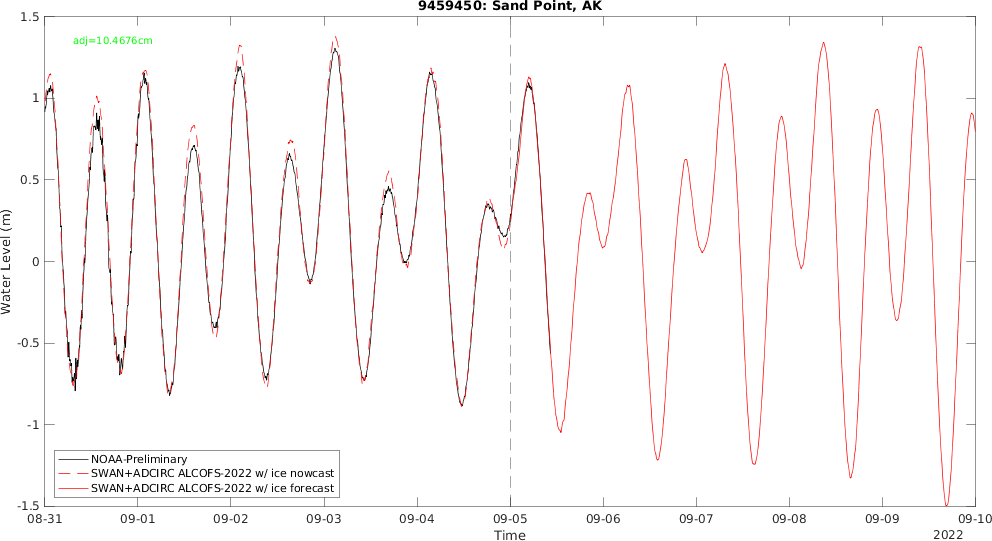 9459450: Sand Point, AK
adj=10.4676cm
Water Level (m)
1.5
1
0.5
0
-0.5
-1
-1.5
NOAA-Preliminary
SWAN+ADCIRC ALCOFS-2022 w/ ice nowcast
SWAN+ADCIRC ALCOFS-2022 w/ ice forecast
08-31 09-01 09-02 09-03 09-04 09-05 09-06 09-07 09-08 09-09 09-10
Time
2022